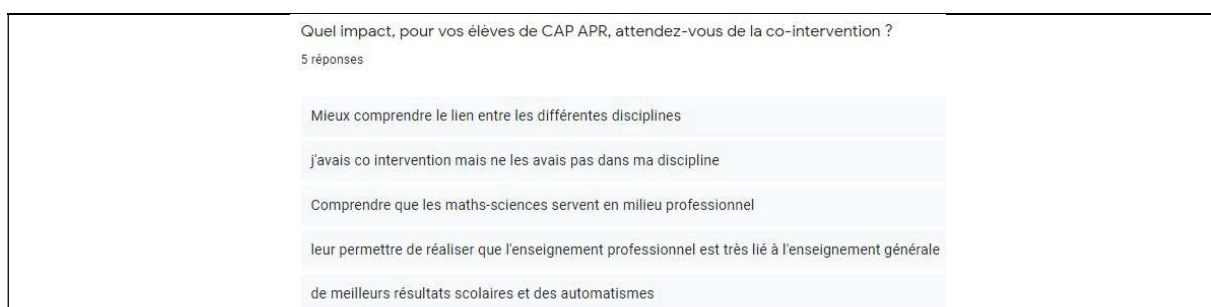 Quel impact, pour vos élèves de CAP APR, attendez-vous de la co-intervention ?
5 réponses
Mieux comprendre le lien entre les différentes disciplines
j'avais co intervention mais ne les avais pas dans ma discipline
Comprendre que les maths-sciences servent en milieu professionnel
leur permettre de réaliser que l'enseignement professionnel est très lié à l'enseignement générale
de meilleurs résultats scolaires et des automatismes